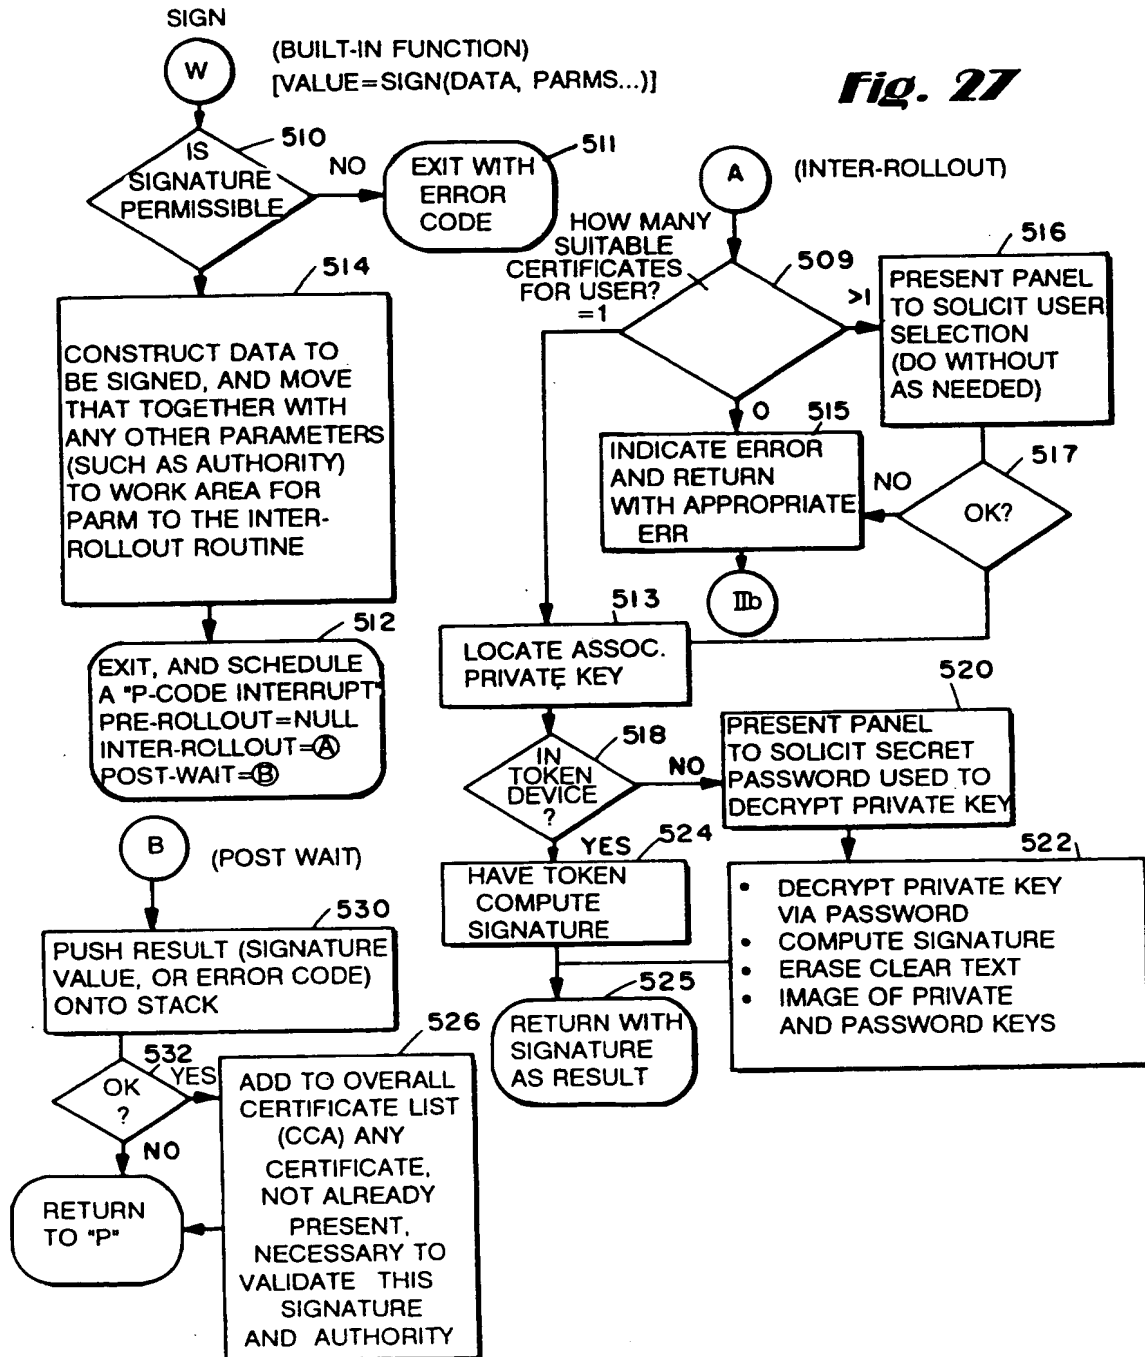 SIGN
W
(BUILT-IN FUNCTION)
[VALUE=SIGN(DATA, PARMS...)]
Fig. 27
510
IS
SIGNATURE
PERMISSIBLE
NO
511
EXIT WITH
ERROR
CODE
514
CONSTRUCT DATA TO
BE SIGNED, AND MOVE
THAT TOGETHER WITH
ANY OTHER PARAMETERS
(SUCH AS AUTHORITY)
TO WORK AREA FOR
PARM TO THE INTER-
ROLLOUT ROUTINE
512
EXIT, AND SCHEDULE
A "P-CODE INTERRUPT"
PRE-ROLLOUT=NULL
INTER-ROLLOUT=Ⓐ
POST-WAIT=Ⓑ
A
(INTER-ROLLOUT)
HOW MANY
SUITABLE
CERTIFICATES
FOR USER?
=1
509
>1
0
516
PRESENT PANEL
TO SOLICIT USER
SELECTION
(DO WITHOUT
AS NEEDED)
515
INDICATE ERROR
AND RETURN
WITH APPROPRIATE
ERR
NO
517
OK?
IIb
513
LOCATE ASSOC.
PRIVATE KEY
518
IN
TOKEN
DEVICE
?
NO
YES
520
PRESENT PANEL
TO SOLICIT SECRET
PASSWORD USED TO
DECRYPT PRIVATE KEY
524
HAVE TOKEN
COMPUTE
SIGNATURE
522
• DECRYPT PRIVATE KEY
VIA PASSWORD
• COMPUTE SIGNATURE
• ERASE CLEAR TEXT
• IMAGE OF PRIVATE
AND PASSWORD KEYS
525
RETURN WITH
SIGNATURE
AS RESULT
B
(POST WAIT)
530
PUSH RESULT (SIGNATURE
VALUE, OR ERROR CODE)
ONTO STACK
532
OK
?
YES
NO
RETURN
TO "P"
526
ADD TO OVERALL
CERTIFICATE LIST
(CCA) ANY
CERTIFICATE,
NOT ALREADY
PRESENT,
NECESSARY TO
VALIDATE THIS
SIGNATURE
AND AUTHORITY